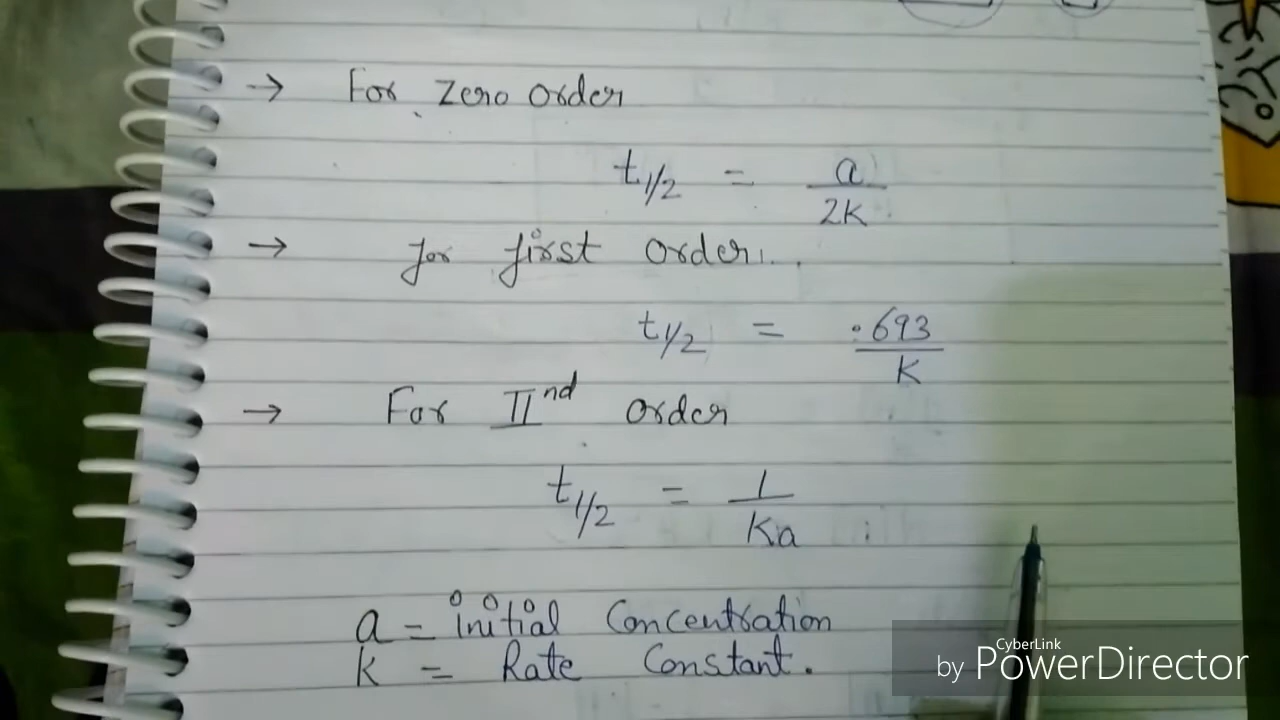 → For Zero Order
t1/2 = a/2K
→ for first Order.
t1/2 = .693/K
→ For IInd Order
t1/2 = 1/Ka
a = initial Concentration
K = Rate Constant.
CyberLink
by PowerDirector